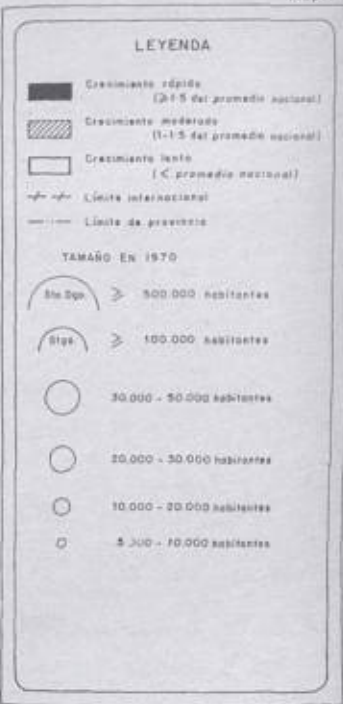 LEYENDA
Crecimiento rápido
(≥1·5 del promedio nacional)
Crecimiento moderado
(1-1·5 del promedio nacional)
Crecimiento lento
(< promedio nacional)
Límite internacional
Límite de provincia
TAMAÑO EN 1970
Sto. Dgo. ≥ 500.000 habitantes
Stgo. ≥ 100.000 habitantes
30.000 - 50.000 habitantes
20.000 - 30.000 habitantes
10.000 - 20.000 habitantes
5.000 - 10.000 habitantes